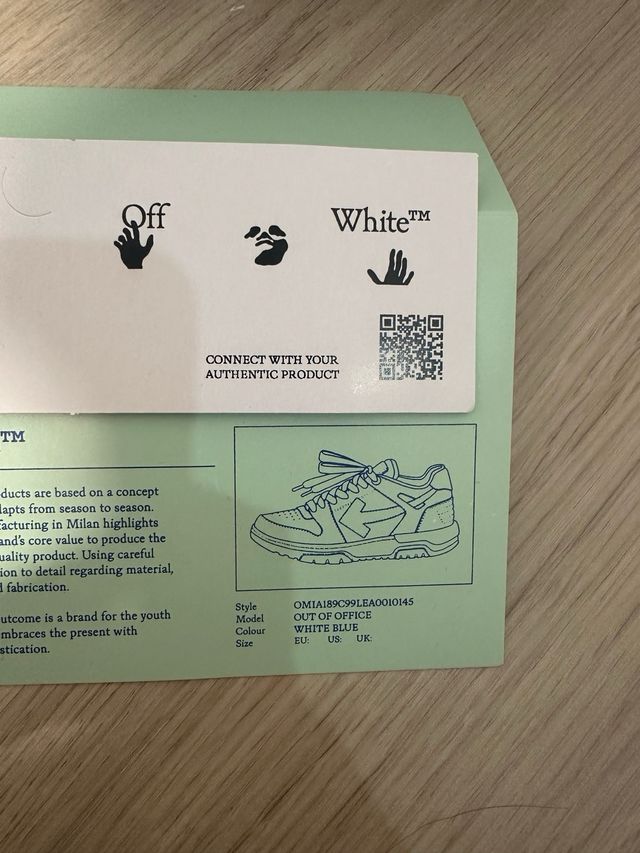 Off
White™
CONNECT WITH YOUR
AUTHENTIC PRODUCT
TM
ducts are based on a concept
lapts from season to season.
facturing in Milan highlights
and's core value to produce the
uality product. Using careful
ion to detail regarding material,
l fabrication.
utcome is a brand for the youth
mbraces the present with
stication.
Style OMIA189C99LEA0010145
Model OUT OF OFFICE
Colour WHITE BLUE
Size EU: US: UK: